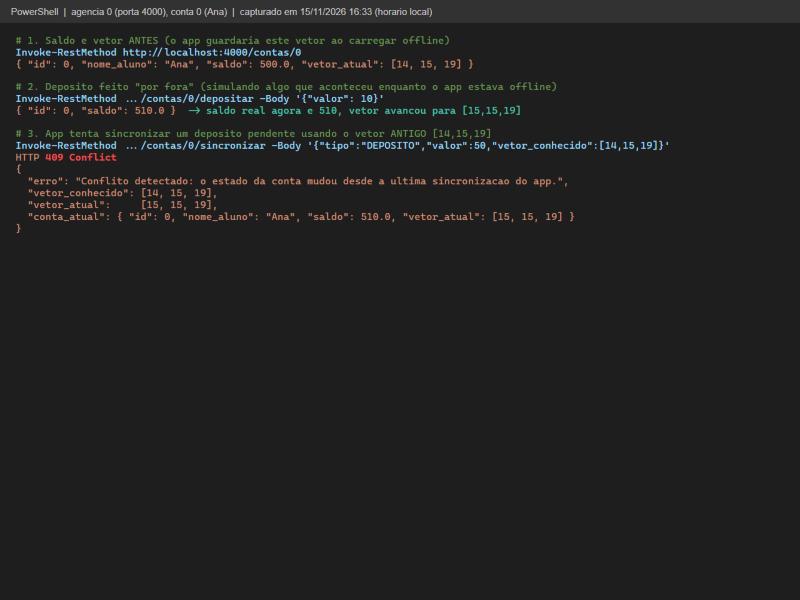 PowerShell | agencia 0 (porta 4000), conta 0 (Ana) | capturado em 15/11/2026 16:33 (horario local)
# 1. Saldo e vetor ANTES (o app guardaria este vetor ao carregar offline)
Invoke-RestMethod http://localhost:4000/contas/0
{ "id": 0, "nome_aluno": "Ana", "saldo": 500.0, "vetor_atual": [14, 15, 19] }
# 2. Deposito feito "por fora" (simulando algo que aconteceu enquanto o app estava offline)
Invoke-RestMethod .../contas/0/depositar -Body '{"valor": 10}'
{ "id": 0, "saldo": 510.0 } -> saldo real agora e 510, vetor avancou para [15,15,19]
# 3. App tenta sincronizar um deposito pendente usando o vetor ANTIGO [14,15,19]
Invoke-RestMethod .../contas/0/sincronizar -Body '{"tipo":"DEPOSITO","valor":50,"vetor_conhecido":[14,15,19]}'
HTTP 409 Conflict
{
"erro": "Conflito detectado: o estado da conta mudou desde a ultima sincronizacao do app.",
"vetor_conhecido": [14, 15, 19],
"vetor_atual": [15, 15, 19],
"conta_atual": { "id": 0, "nome_aluno": "Ana", "saldo": 510.0, "vetor_atual": [15, 15, 19] }
}